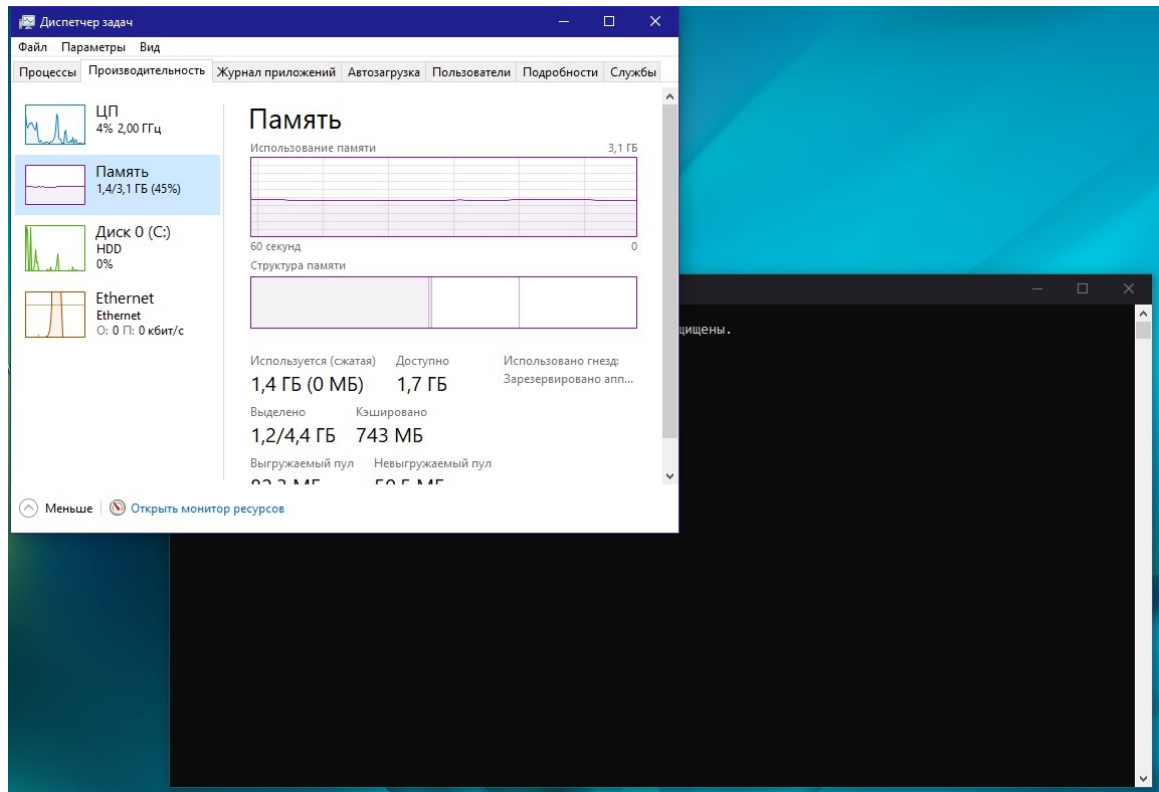 Диспетчер задач
Файл Параметры Вид
Процессы Производительность Журнал приложений Автозагрузка Пользователи Подробности Службы
ЦП
4% 2,00 ГГц
Память
1,4/3,1 ГБ (45%)
Диск 0 (C:)
HDD
0%
Ethernet
Ethernet
О: 0 П: 0 кбит/с
Память
Использование памяти 3,1 ГБ
60 секунд 0
Структура памяти
Используется (сжатая) Доступно Использовано гнезд:
1,4 ГБ (0 МБ) 1,7 ГБ Зарезервировано апп...
Выделено Кэшировано
1,2/4,4 ГБ 743 МБ
Выгружаемый пул Невыгружаемый пул
Меньше Открыть монитор ресурсов
щищены.